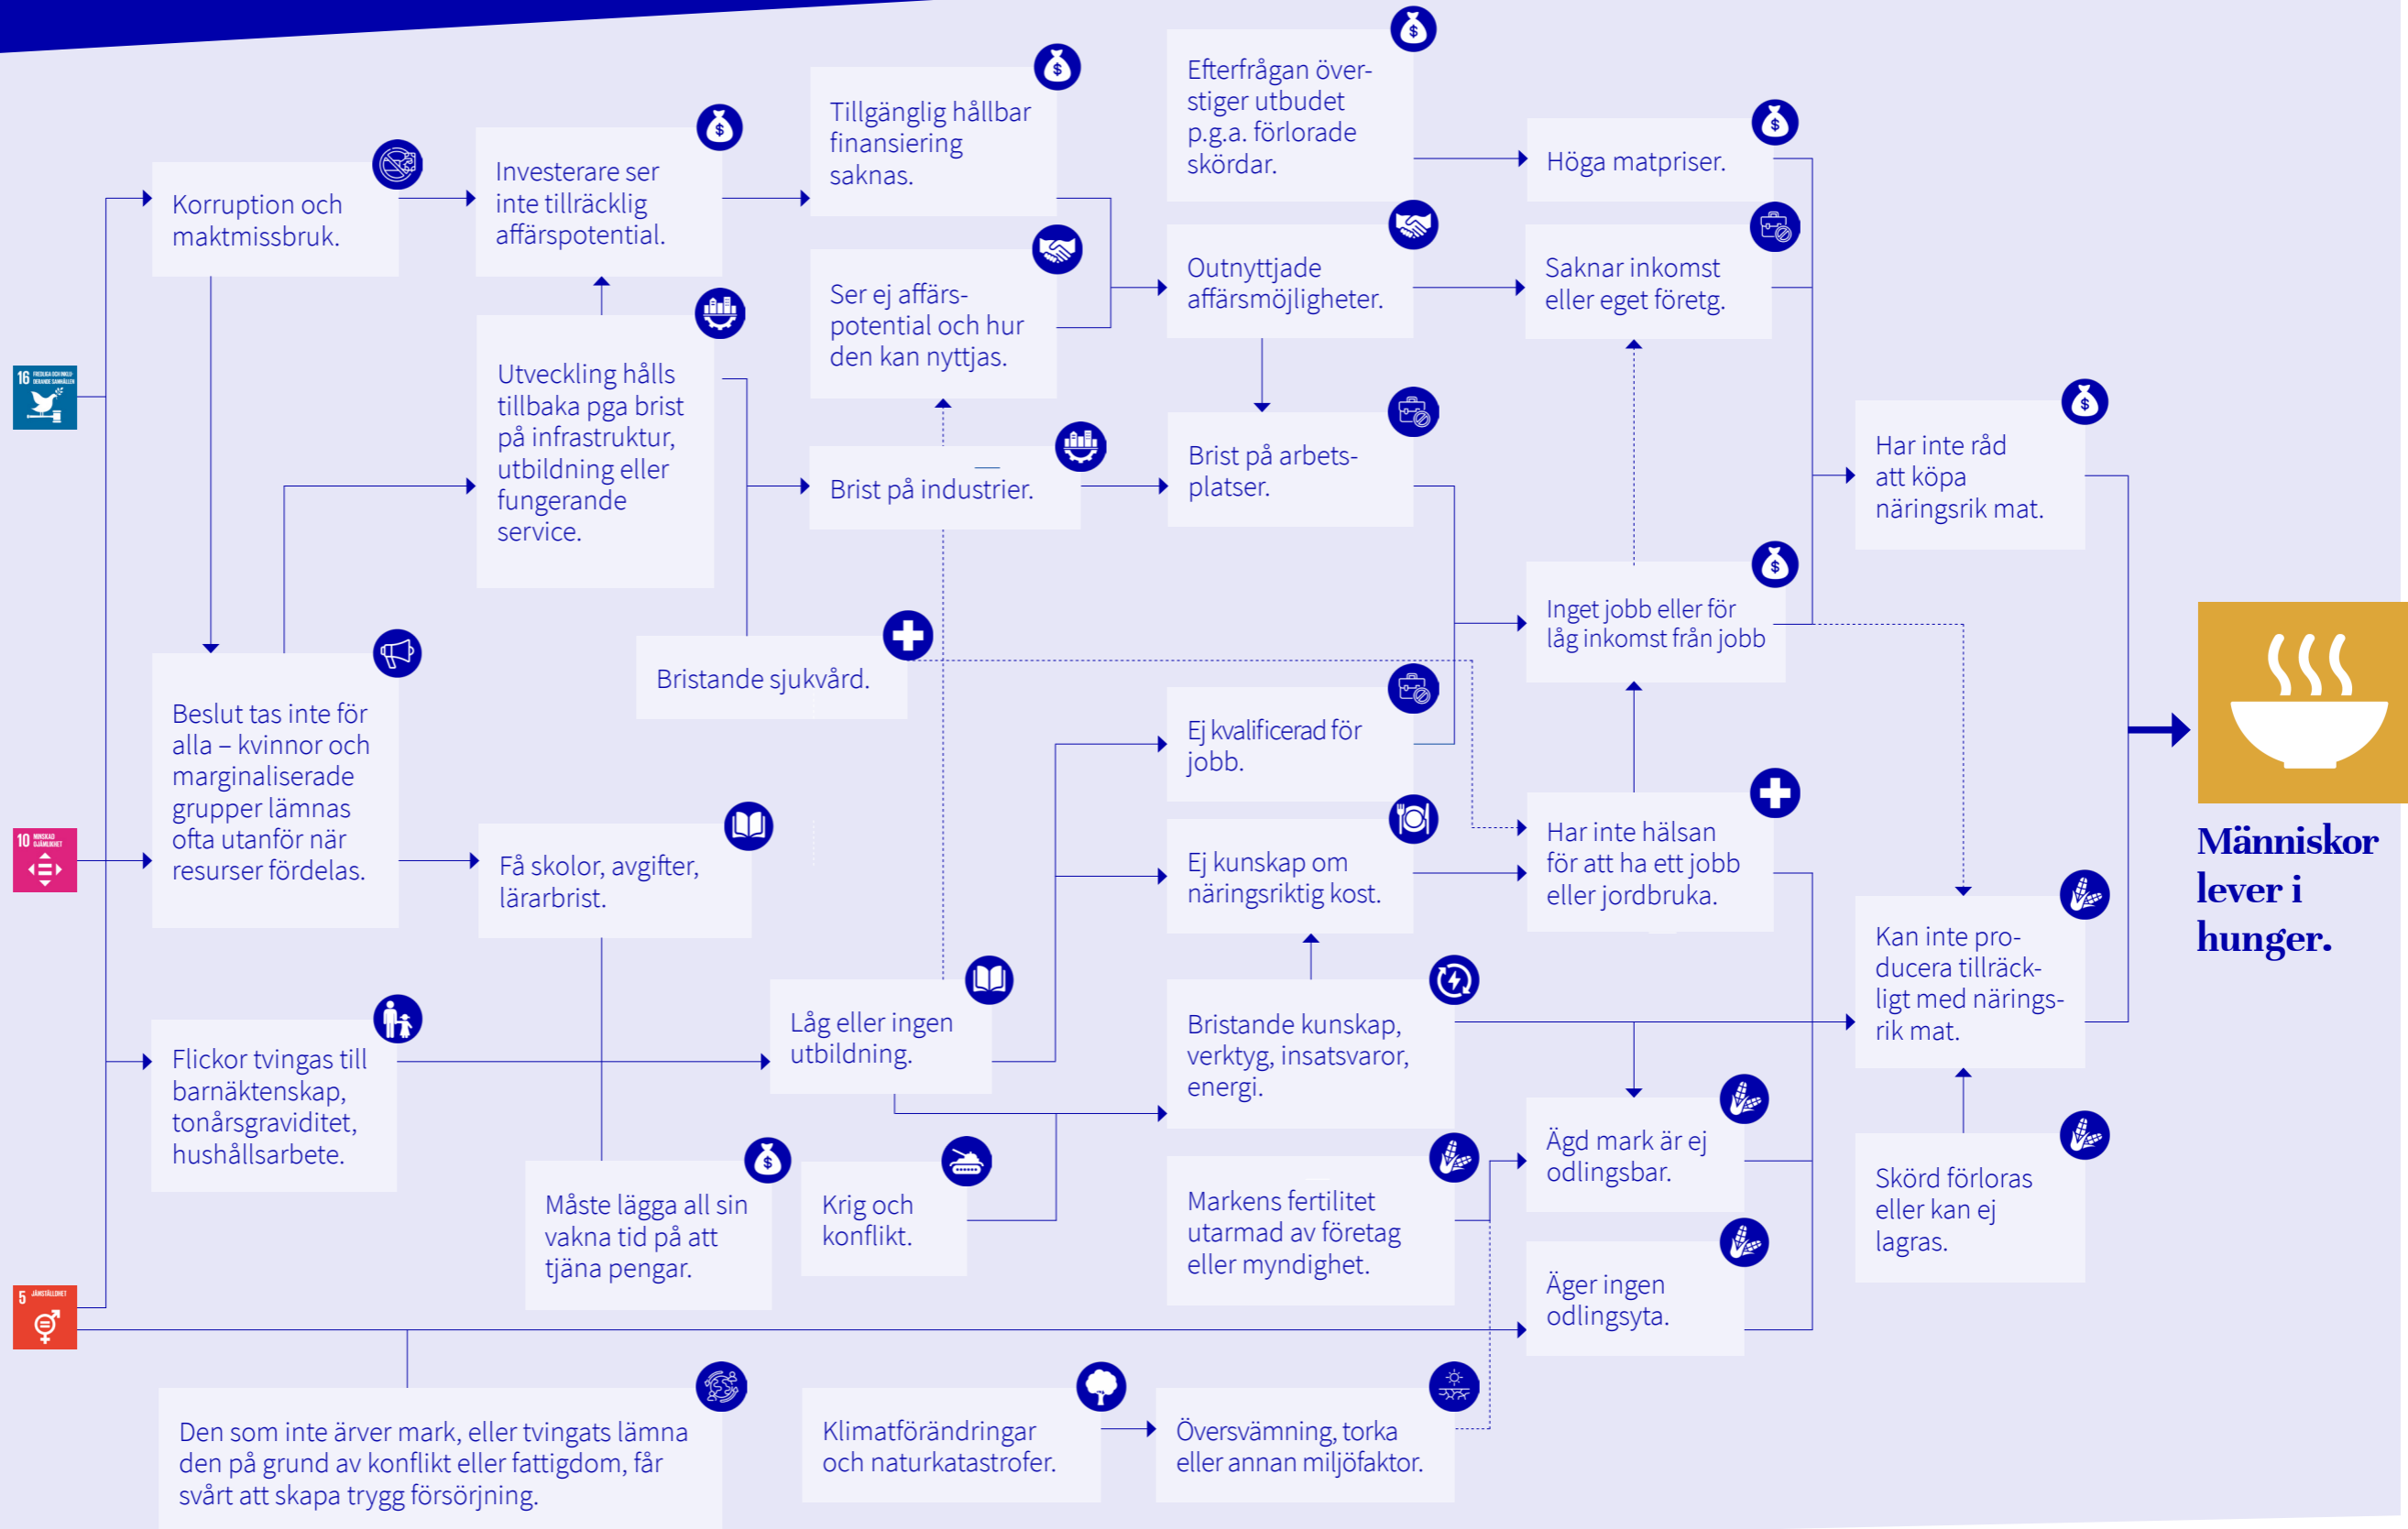 Efterfrågan över-
stiger utbudet
p.g.a. förlorade
skördar.
Tillgänglig hållbar
finansiering
saknas.
Höga matpriser.
Investerare ser
inte tillräcklig
affärspotential.
Korruption och
maktmissbruk.
Ser ej affärs-
potential och hur
den kan nyttjas.
Outnyttjade
affärsmöjligheter.
Saknar inkomst
eller eget företg.
16 FREDLIGA OCH INKLU-
DERANDE SAMHÄLLEN
Utveckling hålls
tillbaka pga brist
på infrastruktur,
utbildning eller
fungerande
service.
Brist på industrier.
Brist på arbets-
platser.
Har inte råd
att köpa
näringsrik mat.
Inget jobb eller för
låg inkomst från jobb
Bristande sjukvård.
Beslut tas inte för
alla – kvinnor och
marginaliserade
grupper lämnas
ofta utanför när
resurser fördelas.
Ej kvalificerad för
jobb.
10 MINSKAD
OJÄMLIKHET
Få skolor, avgifter,
lärarbrist.
Ej kunskap om
näringsriktig kost.
Har inte hälsan
för att ha ett jobb
eller jordbruka.
Människor
lever i
hunger.
Kan inte pro-
ducera tillräck-
ligt med närings-
rik mat.
Låg eller ingen
utbildning.
Bristande kunskap,
verktyg, insatsvaror,
energi.
Flickor tvingas till
barnäktenskap,
tonårsgraviditet,
hushållsarbete.
Ägd mark är ej
odlingsbar.
Måste lägga all sin
vakna tid på att
tjäna pengar.
Krig och
konflikt.
Markens fertilitet
utarmad av företag
eller myndighet.
Skörd förloras
eller kan ej
lagras.
5 JÄMSTÄLLDHET
Äger ingen
odlingsyta.
Den som inte ärver mark, eller tvingats lämna
den på grund av konflikt eller fattigdom, får
svårt att skapa trygg försörjning.
Klimatförändringar
och naturkatastrofer.
Översvämning, torka
eller annan miljöfaktor.